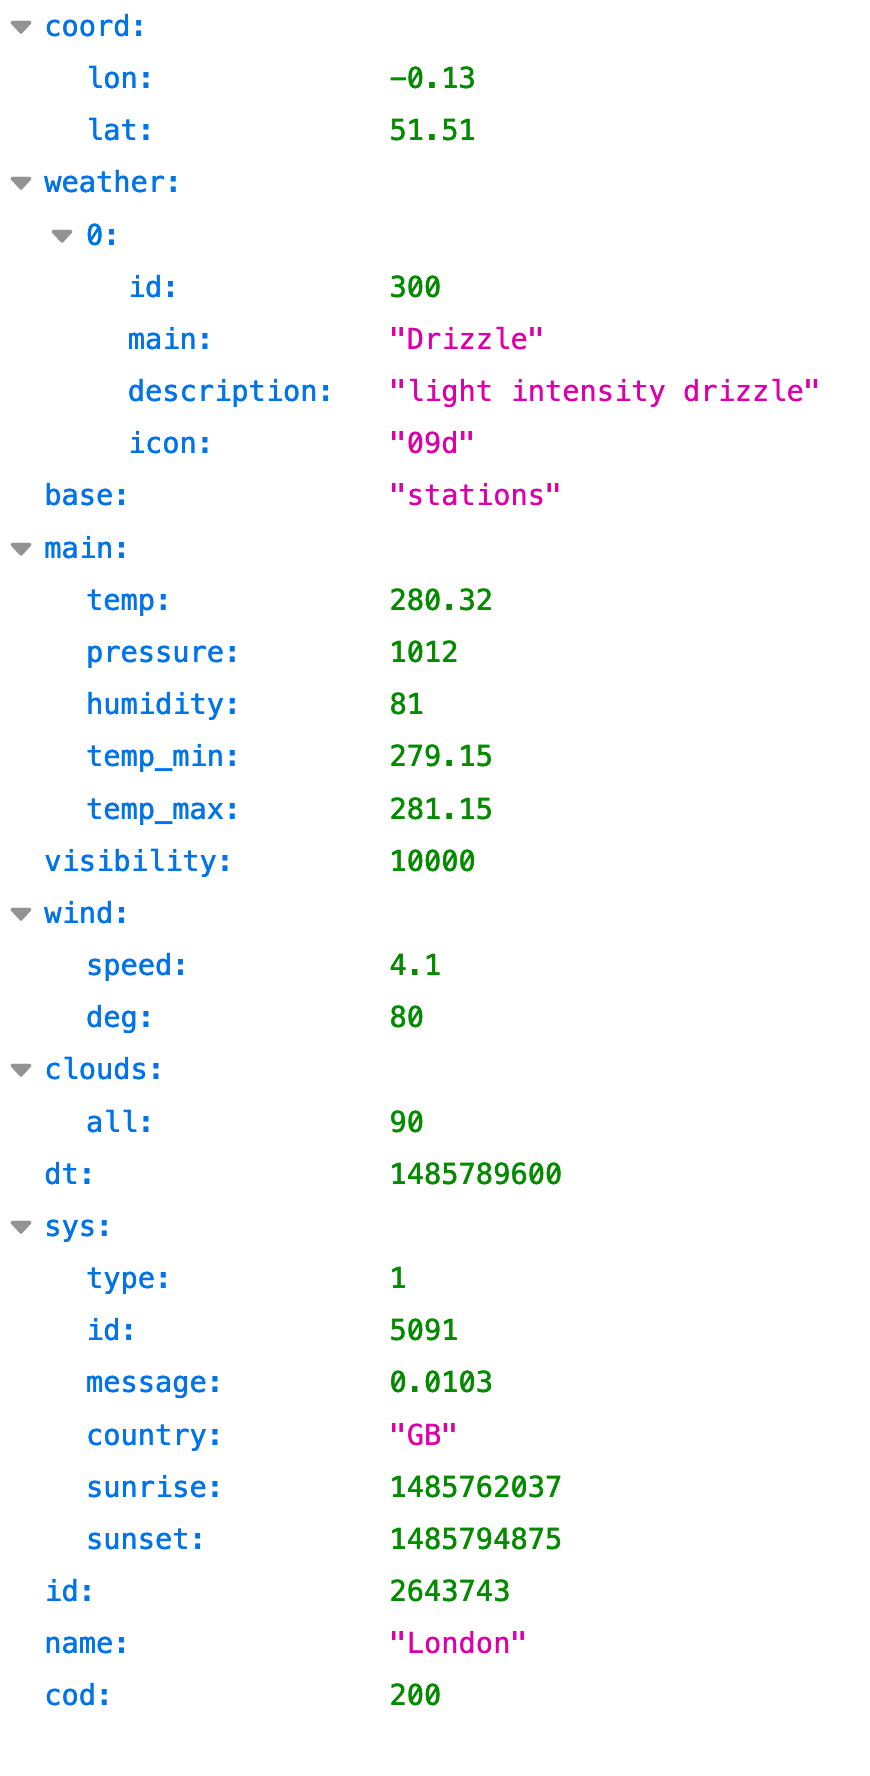 coord:
lon: -0.13
lat: 51.51
weather:
0:
id: 300
main: "Drizzle"
description: "light intensity drizzle"
icon: "09d"
base: "stations"
main:
temp: 280.32
pressure: 1012
humidity: 81
temp_min: 279.15
temp_max: 281.15
visibility: 10000
wind:
speed: 4.1
deg: 80
clouds:
all: 90
dt: 1485789600
sys:
type: 1
id: 5091
message: 0.0103
country: "GB"
sunrise: 1485762037
sunset: 1485794875
id: 2643743
name: "London"
cod: 200